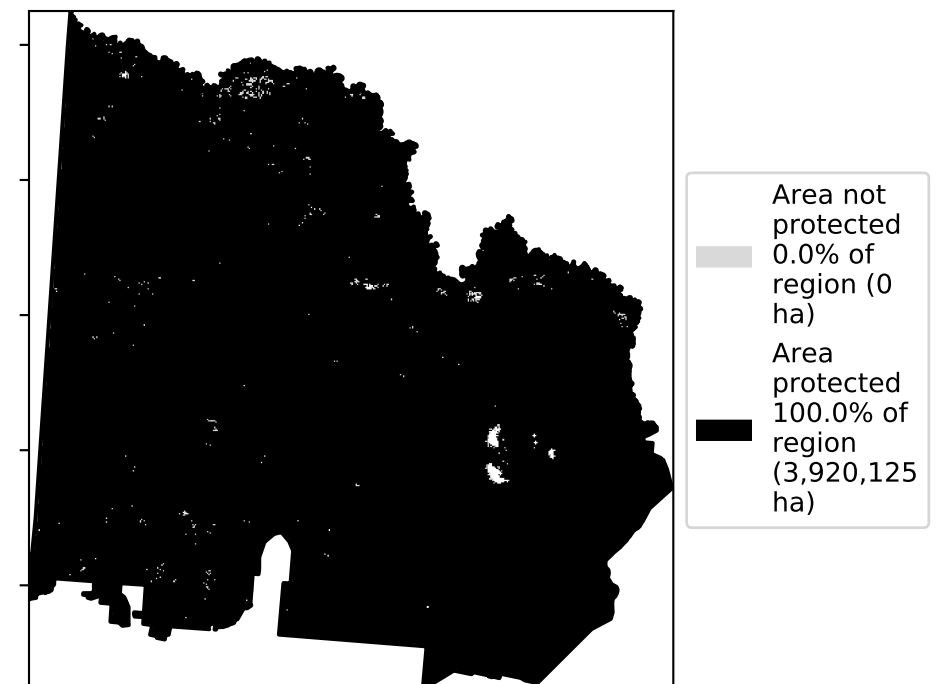 Area not
protected
0.0% of
region (0
ha)
Area
protected
100.0% of
region
(3,920,125
ha)